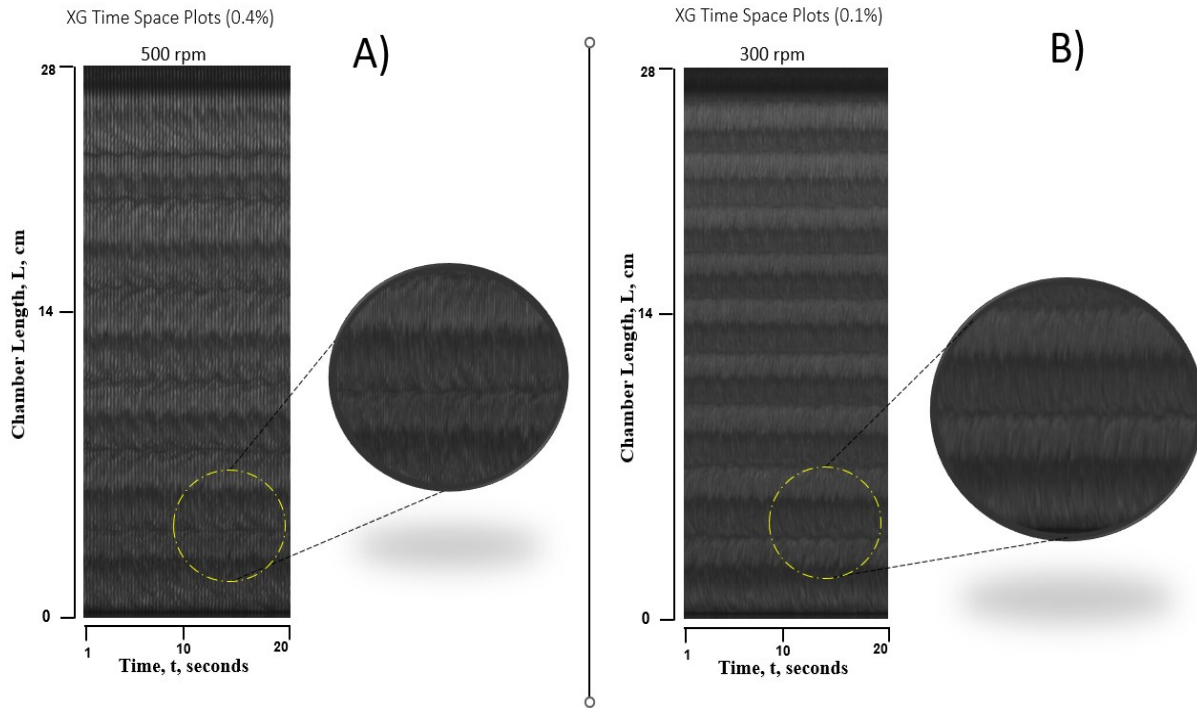 XG Time Space Plots (0.4%)
500 rpm
A)
28
14
0
Chamber Length, L, cm
1
10
20
Time, t, seconds
XG Time Space Plots (0.1%)
300 rpm
B)
28
14
0
Chamber Length, L, cm
1
10
20
Time, t, seconds